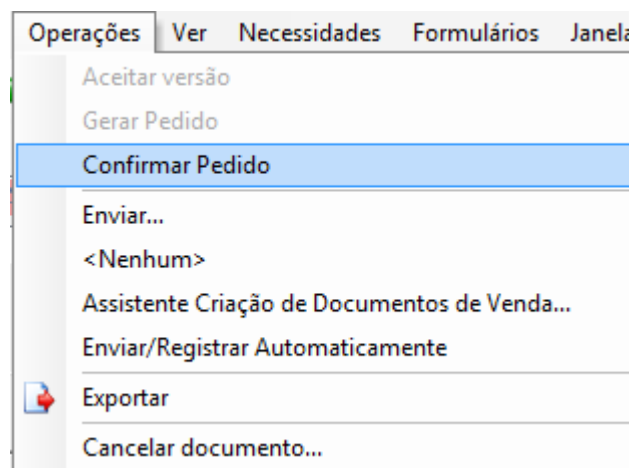 Operações Ver Necessidades Formulários Janela
Aceitar versão
Gerar Pedido
Confirmar Pedido
Enviar...
<Nenhum>
Assistente Criação de Documentos de Venda...
Enviar/Registrar Automaticamente
Exportar
Cancelar documento...